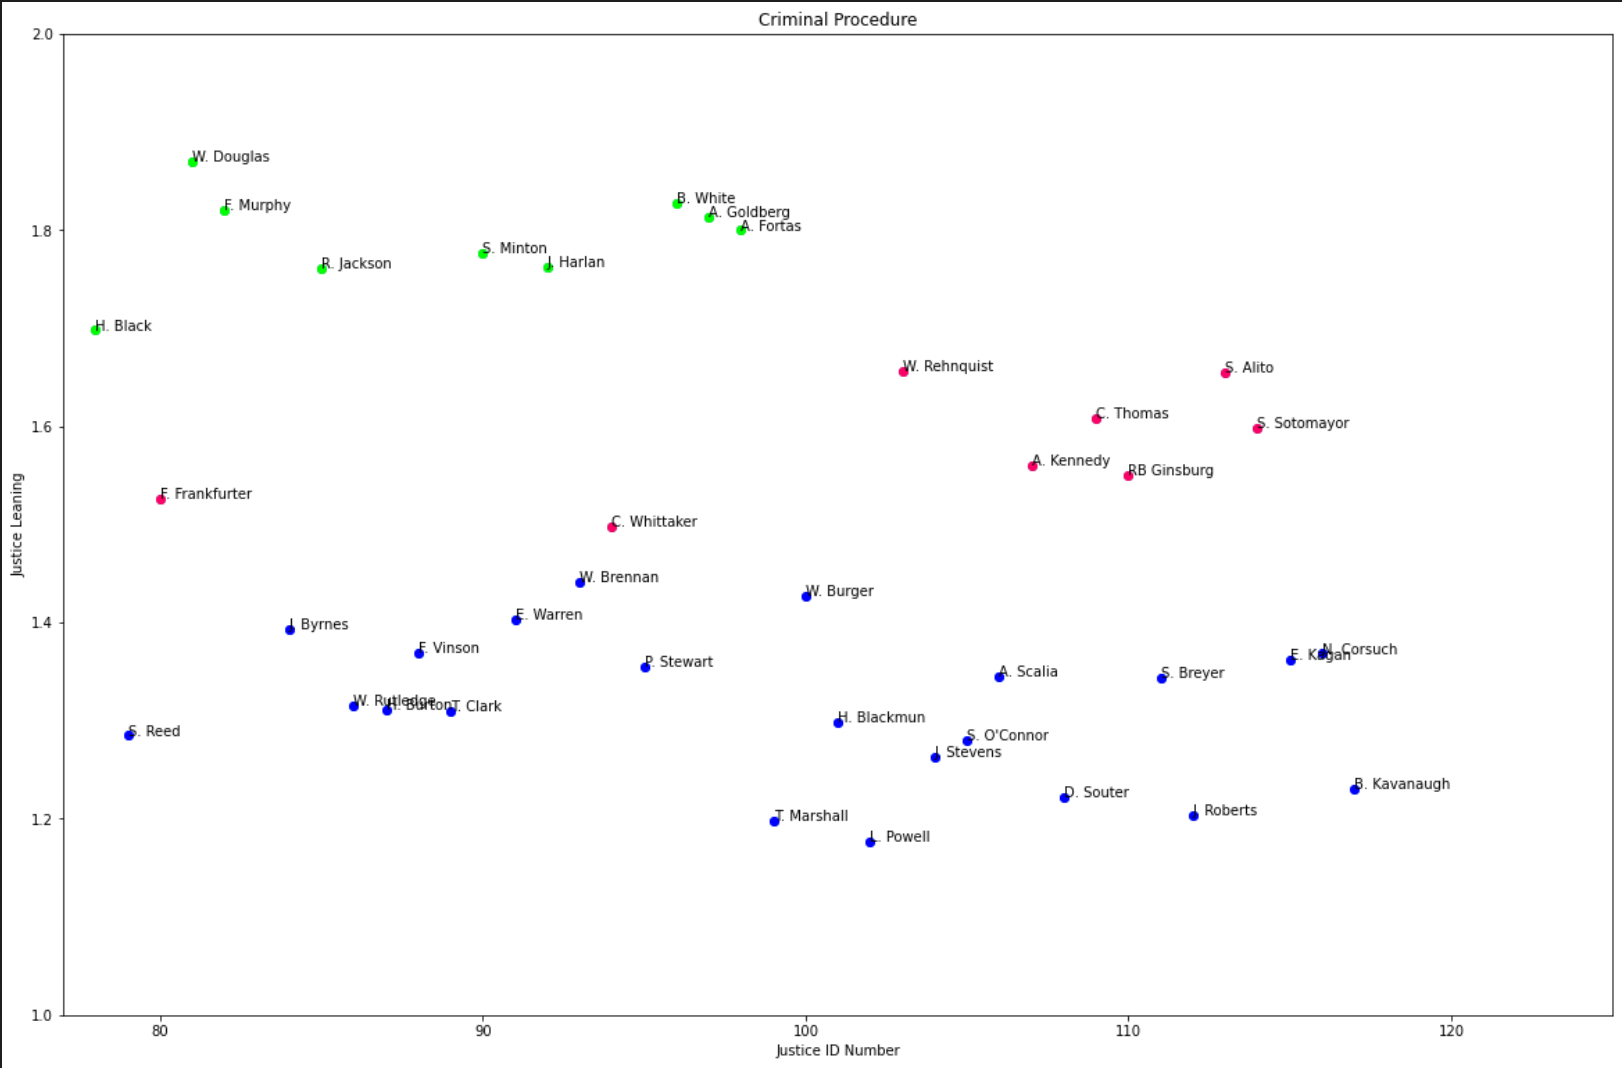 Criminal Procedure
2.0
W. Douglas
B. White
F. Murphy
A. Goldberg
A. Fortas
1.8
S. Minton
J. Harlan
R. Jackson
H. Black
W. Rehnquist
S. Alito
C. Thomas
1.6
S. Sotomayor
A. Kennedy
RB Ginsburg
F. Frankfurter
C. Whittaker
Justice Leaning
W. Brennan
W. Burger
E. Warren
1.4
J. Byrnes
F. Vinson
N. Corsuch
E. Kagan
P. Stewart
A. Scalia
S. Breyer
W. Rutledge
H. Burton
T. Clark
H. Blackmun
S. Reed
S. O'Connor
J. Stevens
D. Souter
B. Kavanaugh
J. Roberts
1.2
T. Marshall
L. Powell
1.0
80
90
100
110
120
Justice ID Number